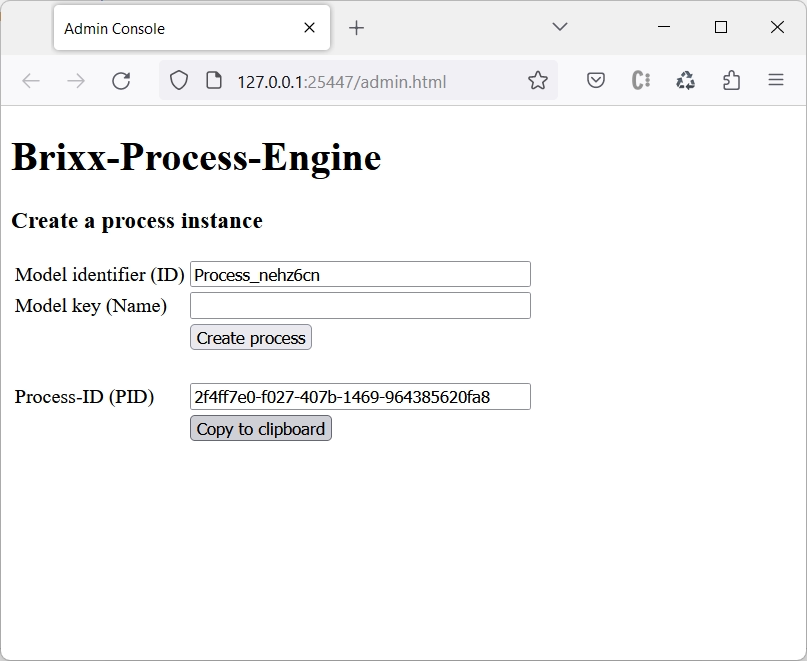 Admin Console
127.0.0.1:25447/admin.html
Brixx-Process-Engine
Create a process instance
Model identifier (ID) Process_nehz6cn
Model key (Name)
Create process
Process-ID (PID) 2f4ff7e0-f027-407b-1469-964385620fa8
Copy to clipboard